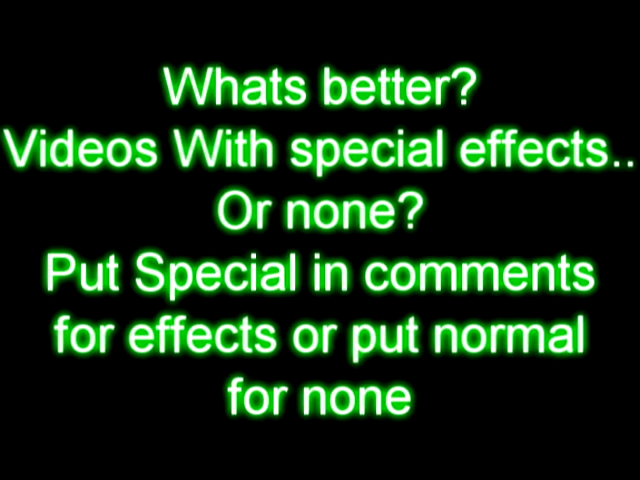 Whats better?
Videos With special effects..
Or none?
Put Special in comments
for effects or put normal
for none